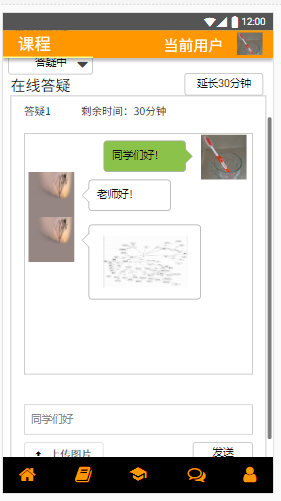 12:00
课程 当前用户
答疑中
在线答疑 延长30分钟
答疑1 剩余时间：30分钟
同学们好！
老师好！
同学们好
上传图片 发送